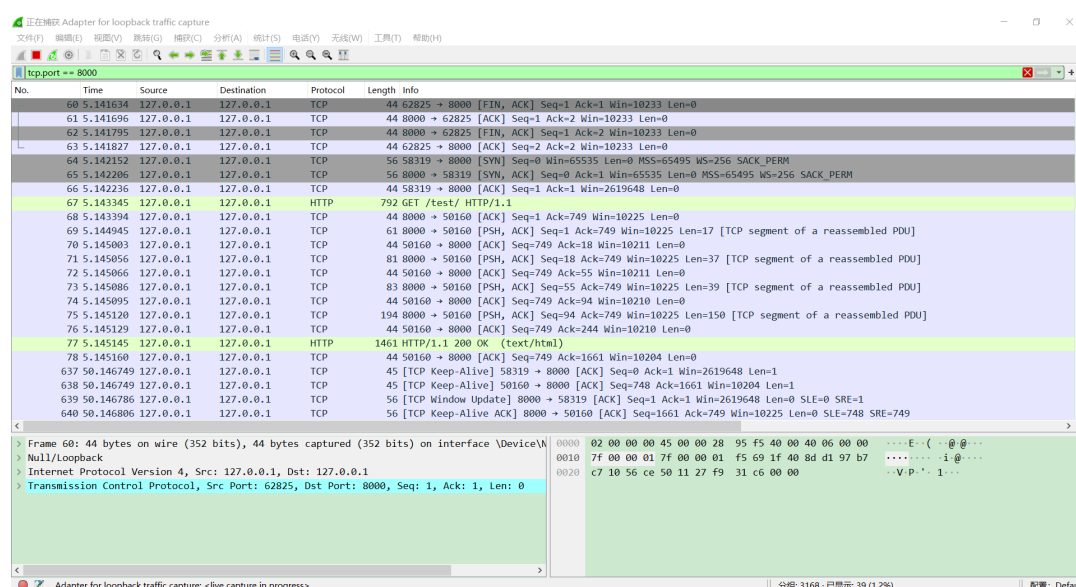 正在捕获 Adapter for loopback traffic capture
文件(F) 编辑(E) 视图(V) 跳转(G) 捕获(C) 分析(A) 统计(S) 电话(Y) 无线(W) 工具(T) 帮助(H)
tcp.port == 8000
No. Time Source Destination Protocol Length Info
60 5.141634 127.0.0.1 127.0.0.1 TCP 44 62825 → 8000 [FIN, ACK] Seq=1 Ack=1 Win=10233 Len=0
61 5.141696 127.0.0.1 127.0.0.1 TCP 44 8000 → 62825 [ACK] Seq=1 Ack=2 Win=10233 Len=0
62 5.141795 127.0.0.1 127.0.0.1 TCP 44 8000 → 62825 [FIN, ACK] Seq=1 Ack=2 Win=10233 Len=0
63 5.141827 127.0.0.1 127.0.0.1 TCP 44 62825 → 8000 [ACK] Seq=2 Ack=2 Win=10233 Len=0
64 5.142152 127.0.0.1 127.0.0.1 TCP 56 58319 → 8000 [SYN] Seq=0 Win=65535 Len=0 MSS=65495 WS=256 SACK_PERM
65 5.142206 127.0.0.1 127.0.0.1 TCP 56 8000 → 58319 [SYN, ACK] Seq=0 Ack=1 Win=65535 Len=0 MSS=65495 WS=256 SACK_PERM
66 5.142236 127.0.0.1 127.0.0.1 TCP 44 58319 → 8000 [ACK] Seq=1 Ack=1 Win=2619648 Len=0
67 5.143345 127.0.0.1 127.0.0.1 HTTP 792 GET /test/ HTTP/1.1
68 5.143394 127.0.0.1 127.0.0.1 TCP 44 8000 → 50160 [ACK] Seq=1 Ack=749 Win=10225 Len=0
69 5.144945 127.0.0.1 127.0.0.1 TCP 61 8000 → 50160 [PSH, ACK] Seq=1 Ack=749 Win=10225 Len=17 [TCP segment of a reassembled PDU]
70 5.145003 127.0.0.1 127.0.0.1 TCP 44 50160 → 8000 [ACK] Seq=749 Ack=18 Win=10211 Len=0
71 5.145056 127.0.0.1 127.0.0.1 TCP 81 8000 → 50160 [PSH, ACK] Seq=18 Ack=749 Win=10225 Len=37 [TCP segment of a reassembled PDU]
72 5.145066 127.0.0.1 127.0.0.1 TCP 44 50160 → 8000 [ACK] Seq=749 Ack=55 Win=10211 Len=0
73 5.145086 127.0.0.1 127.0.0.1 TCP 83 8000 → 50160 [PSH, ACK] Seq=55 Ack=749 Win=10225 Len=39 [TCP segment of a reassembled PDU]
74 5.145095 127.0.0.1 127.0.0.1 TCP 44 50160 → 8000 [ACK] Seq=749 Ack=94 Win=10210 Len=0
75 5.145120 127.0.0.1 127.0.0.1 TCP 194 8000 → 50160 [PSH, ACK] Seq=94 Ack=749 Win=10225 Len=150 [TCP segment of a reassembled PDU]
76 5.145129 127.0.0.1 127.0.0.1 TCP 44 50160 → 8000 [ACK] Seq=749 Ack=244 Win=10210 Len=0
77 5.145145 127.0.0.1 127.0.0.1 HTTP 1461 HTTP/1.1 200 OK (text/html)
78 5.145160 127.0.0.1 127.0.0.1 TCP 44 50160 → 8000 [ACK] Seq=749 Ack=1661 Win=10204 Len=0
637 50.146749 127.0.0.1 127.0.0.1 TCP 45 [TCP Keep-Alive] 58319 → 8000 [ACK] Seq=0 Ack=1 Win=2619648 Len=1
638 50.146749 127.0.0.1 127.0.0.1 TCP 45 [TCP Keep-Alive] 50160 → 8000 [ACK] Seq=748 Ack=1661 Win=10204 Len=1
639 50.146786 127.0.0.1 127.0.0.1 TCP 56 [TCP Window Update] 8000 → 58319 [ACK] Seq=1 Ack=1 Win=2619648 Len=0 SLE=0 SRE=1
640 50.146806 127.0.0.1 127.0.0.1 TCP 56 [TCP Keep-Alive ACK] 8000 → 50160 [ACK] Seq=1661 Ack=749 Win=10225 Len=0 SLE=748 SRE=749
Frame 60: 44 bytes on wire (352 bits), 44 bytes captured (352 bits) on interface \Device\N
Null/Loopback
Internet Protocol Version 4, Src: 127.0.0.1, Dst: 127.0.0.1
Transmission Control Protocol, Src Port: 62825, Dst Port: 8000, Seq: 1, Ack: 1, Len: 0
0000 02 00 00 00 45 00 00 28 95 f5 40 00 40 06 00 00 ····E··( ··@·@···
0010 7f 00 00 01 7f 00 00 01 f5 69 1f 40 8d d1 97 b7 ········ ·i·@····
0020 c7 10 56 ce 50 11 27 f9 31 c6 00 00 ··V·P·'· 1···
Adapter for loopback traffic capture: <live capture in progress> 分组: 3168 · 已显示: 39 (1.2%) 配置: Defau